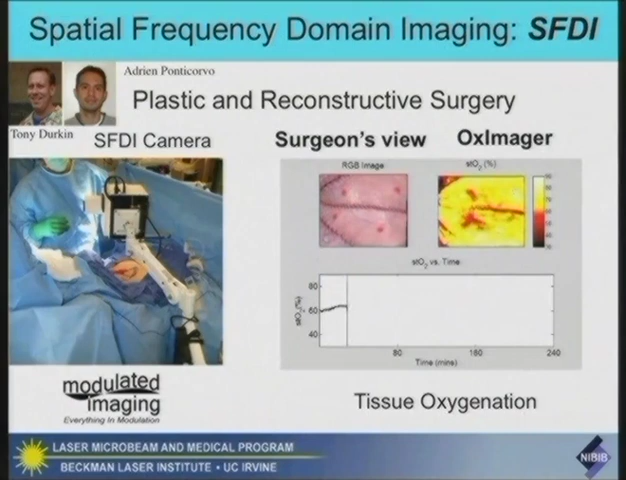 Spatial Frequency Domain Imaging: SFDI
Adrien Ponticorvo
Plastic and Reconstructive Surgery
Tony Durkin
SFDI Camera
Surgeon's view
OxImager
RGB Image
stO2 (%)
stO2 vs. Time
stO2(%)
80
60
40
80
160
240
Time (mins)
modulated
imaging
Everything In Modulation
Tissue Oxygenation
LASER MICROBEAM AND MEDICAL PROGRAM
BECKMAN LASER INSTITUTE • UC IRVINE
NIBIB